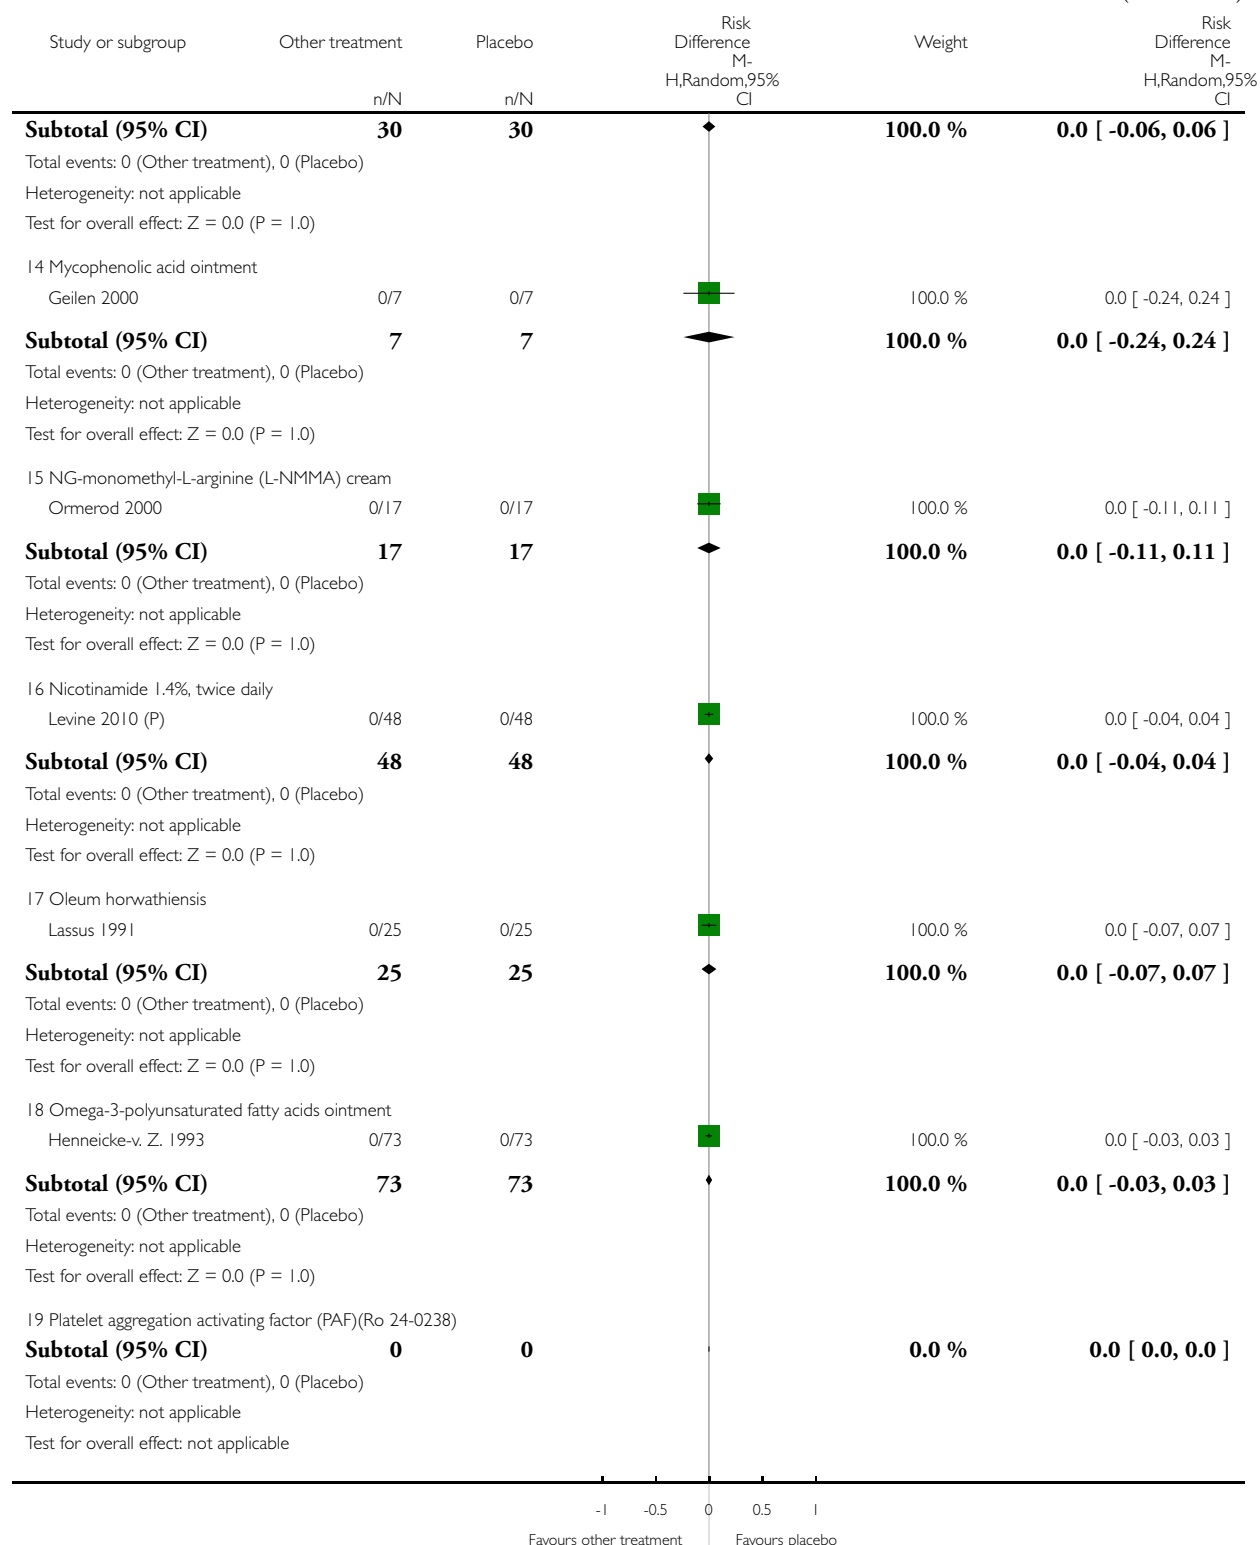 Study or subgroup Other treatment Placebo Risk Difference M-H,Random,95% CI Weight Risk Difference M-H,Random,95% CI
n/N n/N
Subtotal (95% CI) 30 30 100.0 % 0.0 [ -0.06, 0.06 ]
Total events: 0 (Other treatment), 0 (Placebo)
Heterogeneity: not applicable
Test for overall effect: Z = 0.0 (P = 1.0)
14 Mycophenolic acid ointment
Geilen 2000 0/7 0/7 100.0 % 0.0 [ -0.24, 0.24 ]
Subtotal (95% CI) 7 7 100.0 % 0.0 [ -0.24, 0.24 ]
Total events: 0 (Other treatment), 0 (Placebo)
Heterogeneity: not applicable
Test for overall effect: Z = 0.0 (P = 1.0)
15 NG-monomethyl-L-arginine (L-NMMA) cream
Ormerod 2000 0/17 0/17 100.0 % 0.0 [ -0.11, 0.11 ]
Subtotal (95% CI) 17 17 100.0 % 0.0 [ -0.11, 0.11 ]
Total events: 0 (Other treatment), 0 (Placebo)
Heterogeneity: not applicable
Test for overall effect: Z = 0.0 (P = 1.0)
16 Nicotinamide 1.4%, twice daily
Levine 2010 (P) 0/48 0/48 100.0 % 0.0 [ -0.04, 0.04 ]
Subtotal (95% CI) 48 48 100.0 % 0.0 [ -0.04, 0.04 ]
Total events: 0 (Other treatment), 0 (Placebo)
Heterogeneity: not applicable
Test for overall effect: Z = 0.0 (P = 1.0)
17 Oleum horwathiensis
Lassus 1991 0/25 0/25 100.0 % 0.0 [ -0.07, 0.07 ]
Subtotal (95% CI) 25 25 100.0 % 0.0 [ -0.07, 0.07 ]
Total events: 0 (Other treatment), 0 (Placebo)
Heterogeneity: not applicable
Test for overall effect: Z = 0.0 (P = 1.0)
18 Omega-3-polyunsaturated fatty acids ointment
Henneicke-v. Z. 1993 0/73 0/73 100.0 % 0.0 [ -0.03, 0.03 ]
Subtotal (95% CI) 73 73 100.0 % 0.0 [ -0.03, 0.03 ]
Total events: 0 (Other treatment), 0 (Placebo)
Heterogeneity: not applicable
Test for overall effect: Z = 0.0 (P = 1.0)
19 Platelet aggregation activating factor (PAF)(Ro 24-0238)
Subtotal (95% CI) 0 0 0.0 % 0.0 [ 0.0, 0.0 ]
Total events: 0 (Other treatment), 0 (Placebo)
Heterogeneity: not applicable
Test for overall effect: not applicable
-1 -0.5 0 0.5 1
Favours other treatment Favours placebo